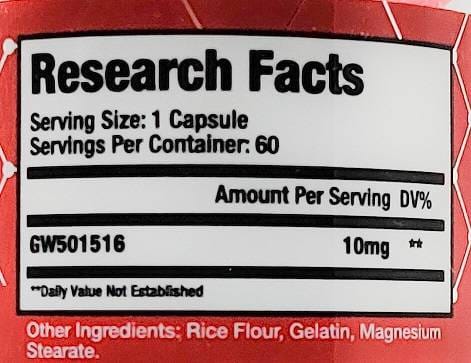 Research Facts
Serving Size: 1 Capsule
Servings Per Container: 60
Amount Per Serving DV%
GW501516 10mg **
**Daily Value Not Established
Other Ingredients: Rice Flour, Gelatin, Magnesium
Stearate.